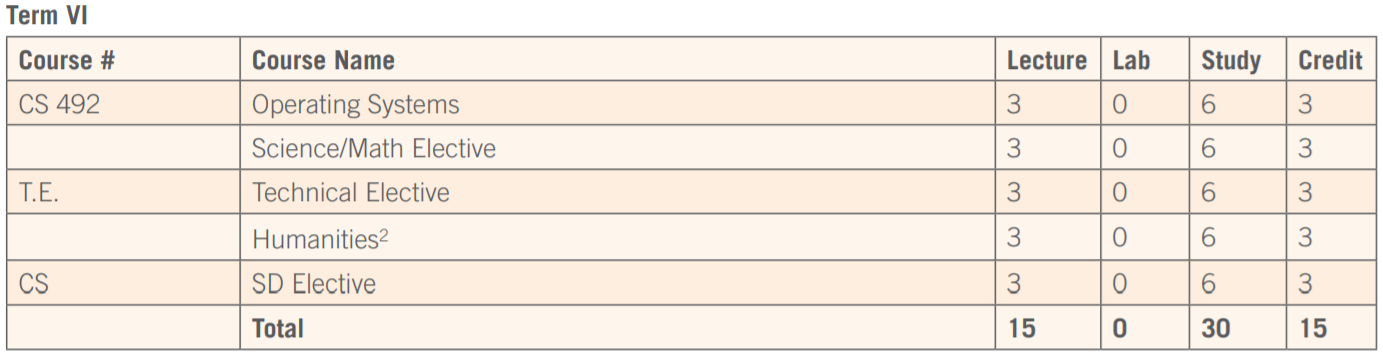 Term VI
Course # Course Name Lecture Lab Study Credit
CS 492 Operating Systems 3 0 6 3
Science/Math Elective 3 0 6 3
T.E. Technical Elective 3 0 6 3
Humanities² 3 0 6 3
CS SD Elective 3 0 6 3
Total 15 0 30 15